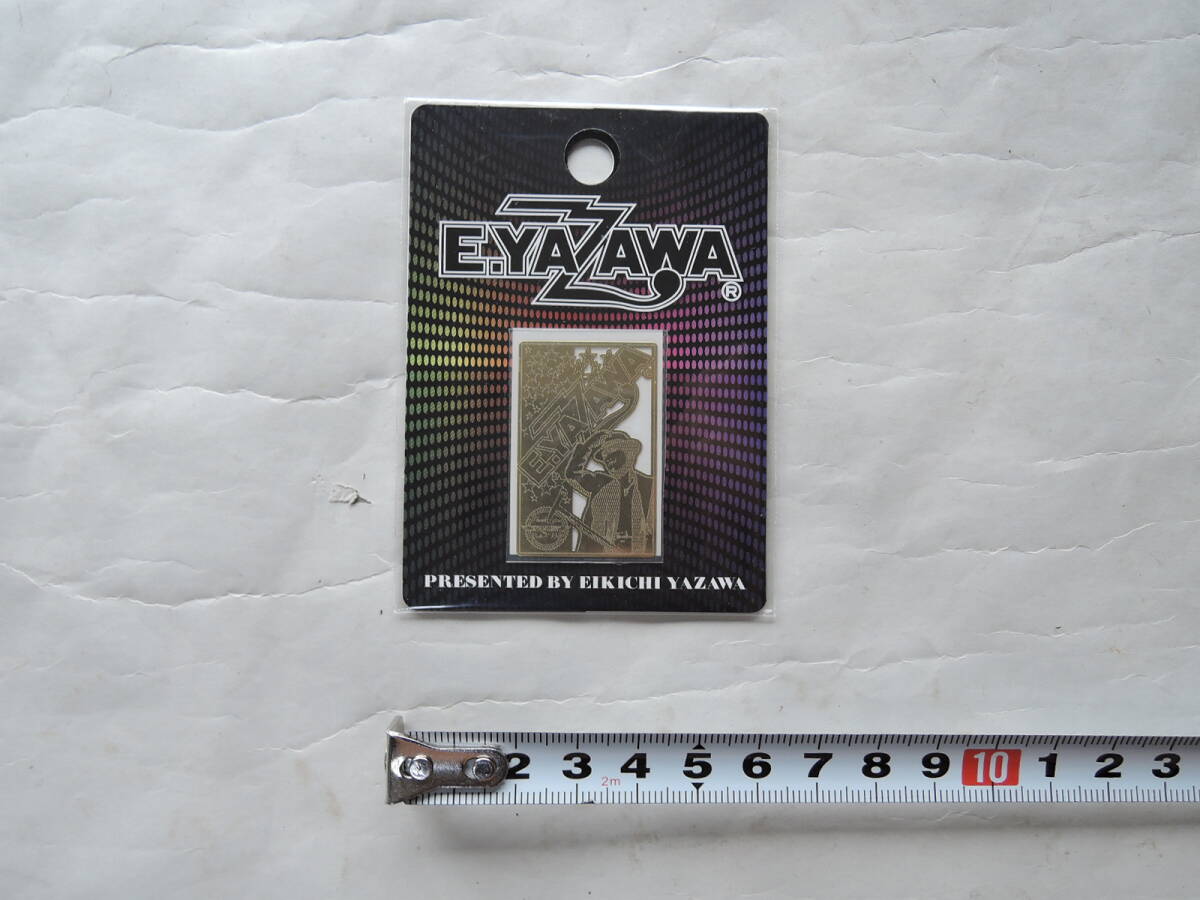 E.YAZAWA®
E.YAZAWA
PRESENTED BY EIKICHI YAZAWA
2 3 4 5 6 7 8 9 10 1 2 3
2m